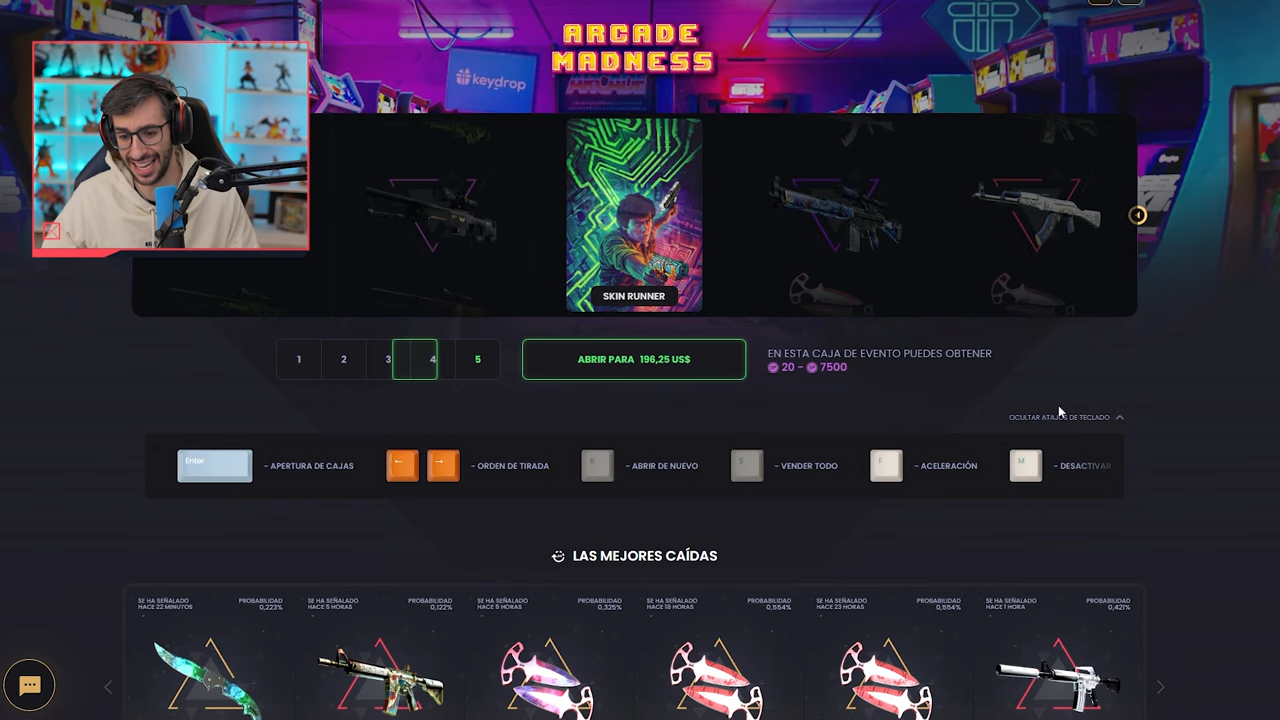 ARCADE
MADNESS
keydrop
ARCADE
SKIN RUNNER
1
2
3
4
5
ABRIR PARA 196,25 US$
EN ESTA CAJA DE EVENTO PUEDES OBTENER
20 - 7500
OCULTAR ATAJOS DE TECLADO
Enter
- APERTURA DE CAJAS
← →
- ORDEN DE TIRADA
R
- ABRIR DE NUEVO
S
- VENDER TODO
F
- ACELERACIÓN
M
- DESACTIVAR
LAS MEJORES CAÍDAS
SE HA SEÑALADO
HACE 22 MINUTOS
PROBABILIDAD
0,223%
SE HA SEÑALADO
HACE 5 HORAS
PROBABILIDAD
0,122%
SE HA SEÑALADO
PROBABILIDAD
0,325%
SE HA SEÑALADO
HACE 18 HORAS
PROBABILIDAD
0,554%
SE HA SEÑALADO
HACE 23 HORAS
PROBABILIDAD
0,554%
SE HA SEÑALADO
HACE 1 HORA
PROBABILIDAD
0,421%